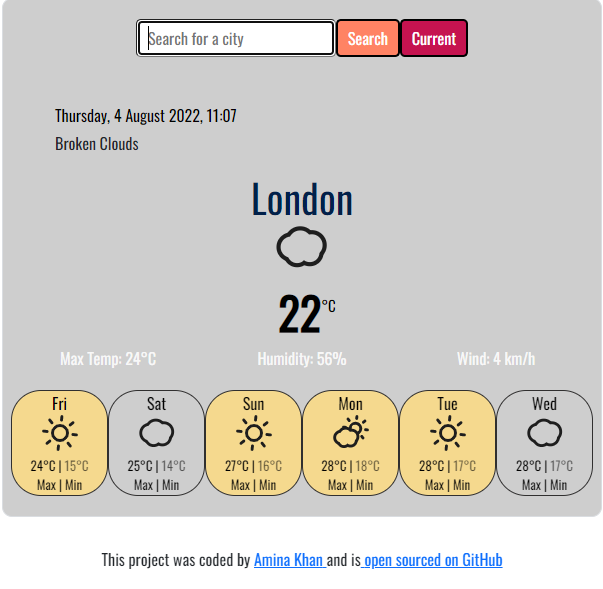 Search for a city Search Current
Thursday, 4 August 2022, 11:07
Broken Clouds
London
22°C
Max Temp: 24°C Humidity: 56% Wind: 4 km/h
Fri Sat Sun Mon Tue Wed
24°C | 15°C 25°C | 14°C 27°C | 16°C 28°C | 18°C 28°C | 17°C 28°C | 17°C
Max | Min Max | Min Max | Min Max | Min Max | Min Max | Min
This project was coded by Amina Khan and is open sourced on GitHub